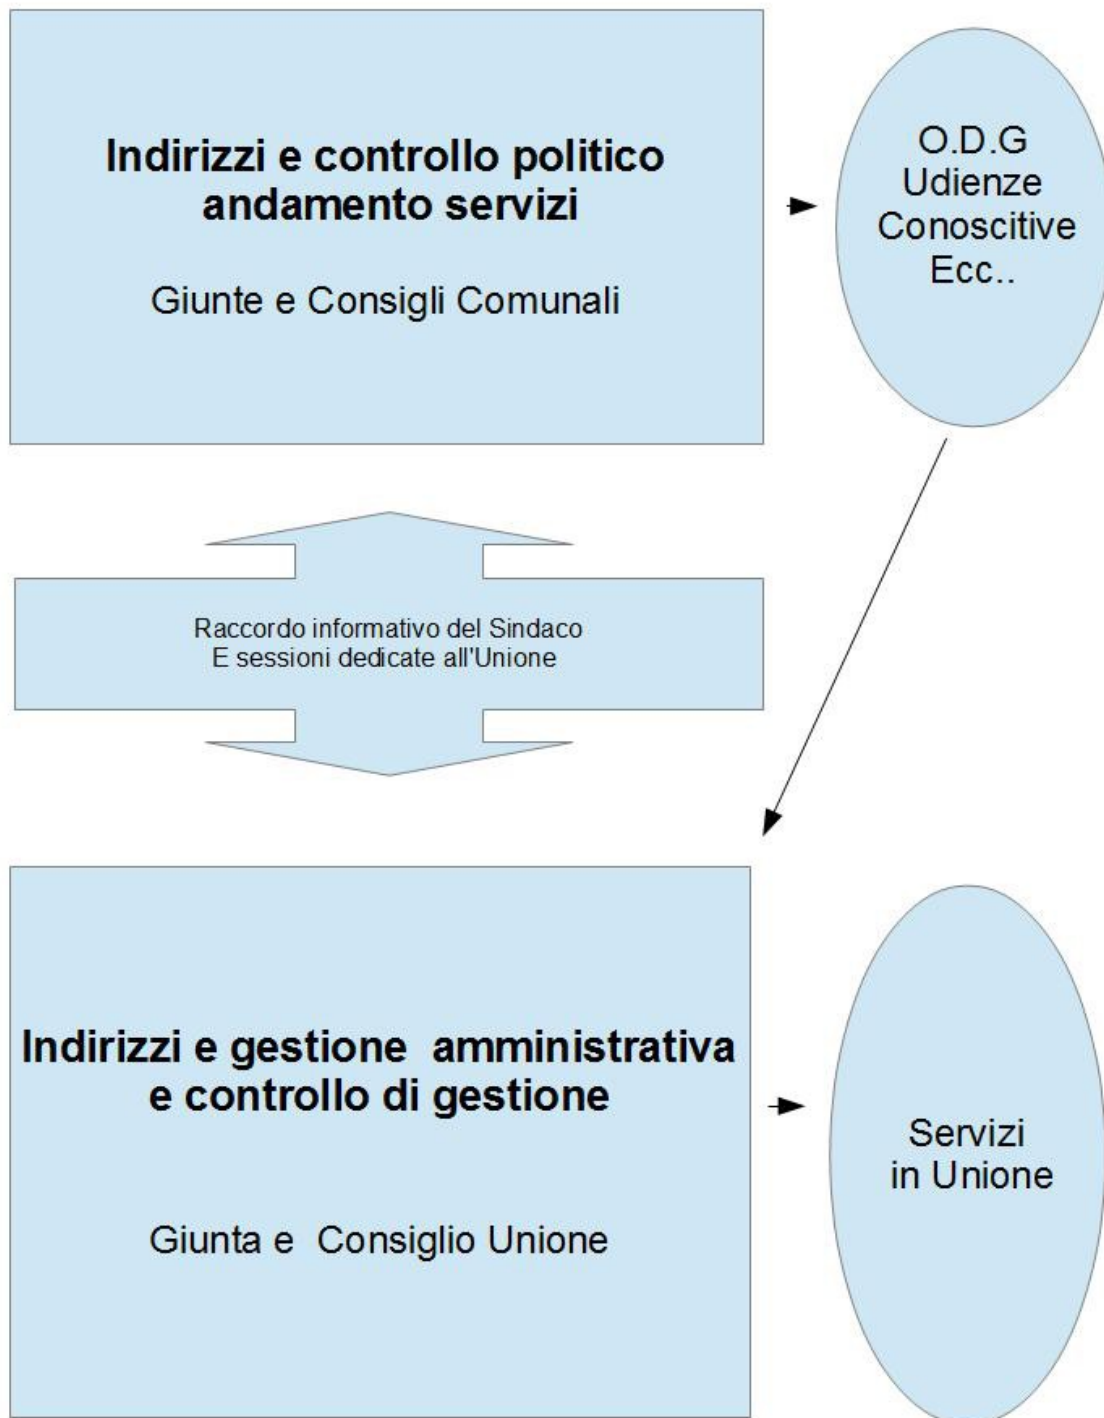 Indirizzi e controllo politico
andamento servizi
Giunte e Consigli Comunali
O.D.G
Udienze
Conoscitive
Ecc..
Raccordo informativo del Sindaco
E sessioni dedicate all'Unione
Indirizzi e gestione  amministrativa
e controllo di gestione
Giunta e  Consiglio Unione
Servizi
in Unione